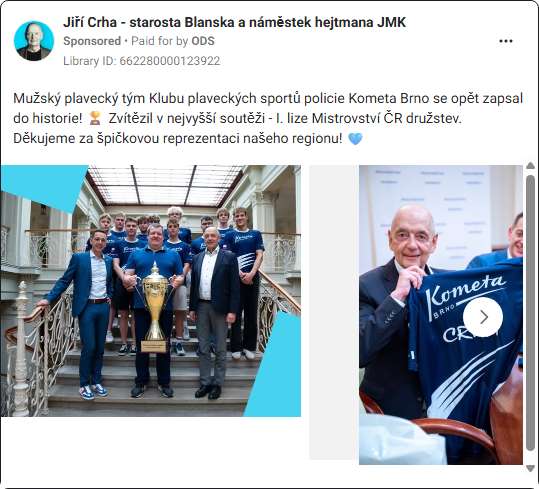 Jiří Crha - starosta Blanska a náměstek hejtmana JMK
Sponsored • Paid for by ODS
Library ID: 662280000123922
Mužský plavecký tým Klubu plaveckých sportů policie Kometa Brno se opět zapsal
do historie! 🏆 Zvítězil v nejvyšší soutěži - I. lize Mistrovství ČR družstev.
Děkujeme za špičkovou reprezentaci našeho regionu! 🩵
Kometa
BRNO